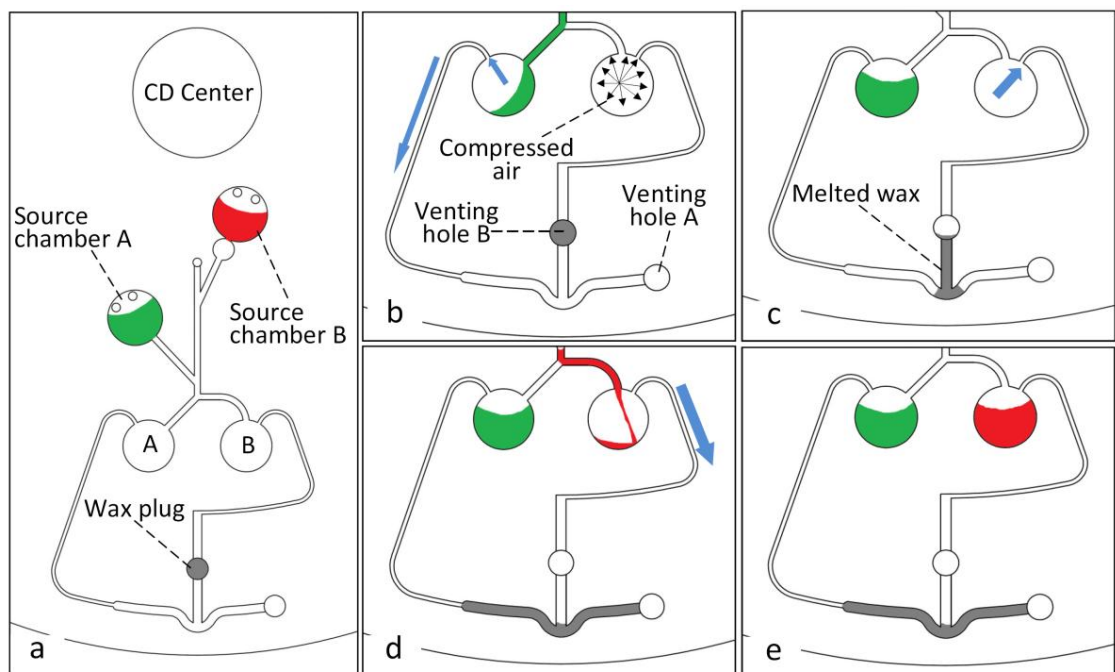 CD Center
Source
chamber A
Source
chamber B
A
B
Wax plug
a
Compressed
air
Venting
hole B
Venting
hole A
b
Melted wax
c
d
e